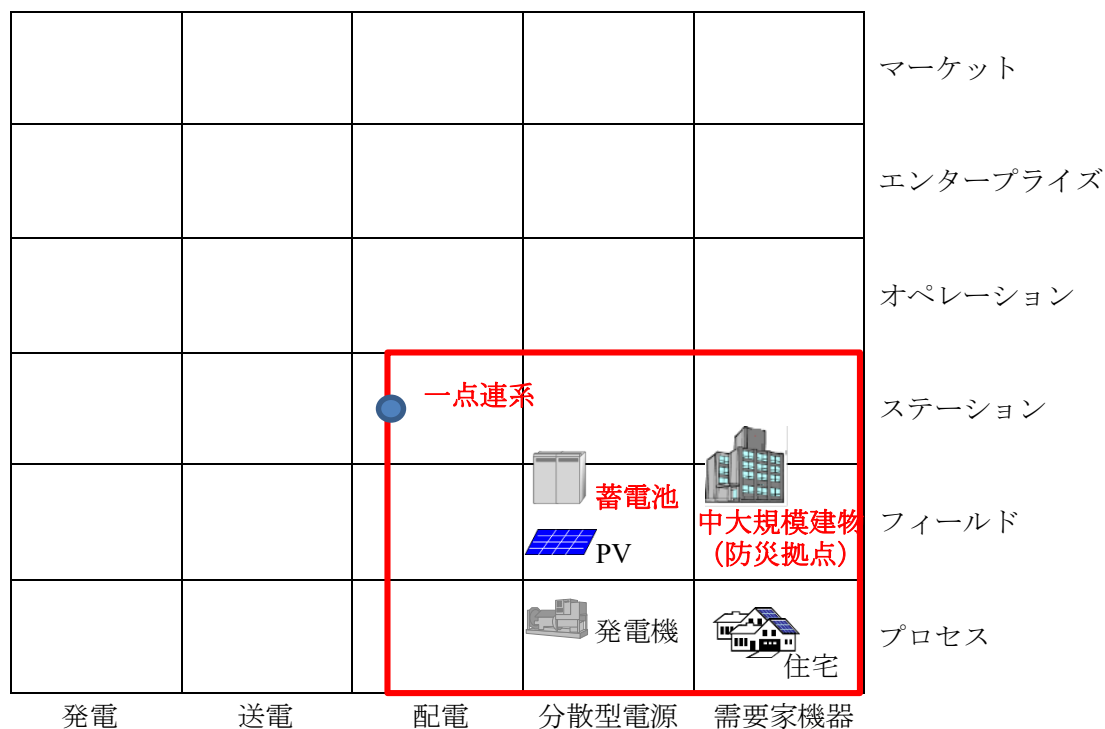 マーケット
エンタープライズ
オペレーション
一点連系
ステーション
蓄電池
中大規模建物
(防災拠点)
フィールド
PV
発電機
住宅
プロセス
発電
送電
配電
分散型電源
需要家機器